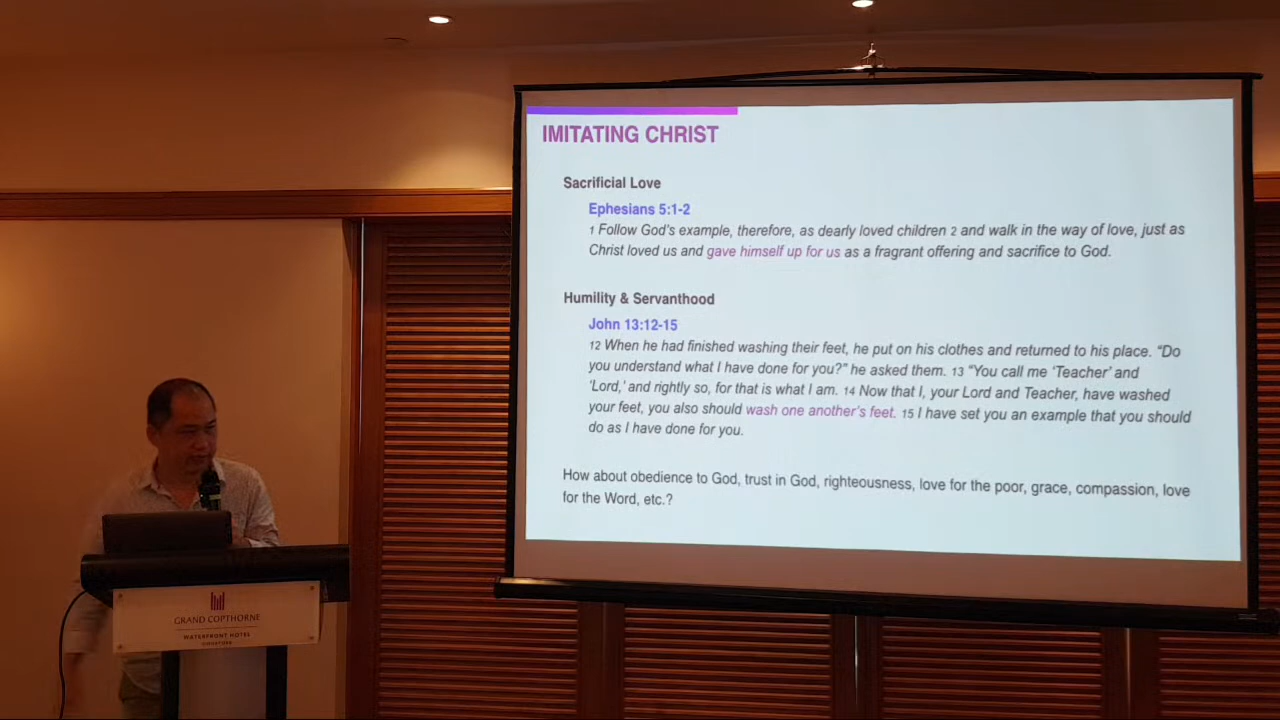 IMITATING CHRIST
Sacrificial Love
Ephesians 5:1-2
1 Follow God's example, therefore, as dearly loved children 2 and walk in the way of love, just as
Christ loved us and gave himself up for us as a fragrant offering and sacrifice to God.
Humility & Servanthood
John 13:12-15
12 When he had finished washing their feet, he put on his clothes and returned to his place. “Do
you understand what I have done for you?” he asked them. 13 “You call me ‘Teacher’ and
‘Lord,’ and rightly so, for that is what I am. 14 Now that I, your Lord and Teacher, have washed
your feet, you also should wash one another’s feet. 15 I have set you an example that you should
do as I have done for you.
How about obedience to God, trust in God, righteousness, love for the poor, grace, compassion, love
for the Word, etc.?
GRAND COPTHORNE
WATERFRONT HOTEL
SINGAPORE